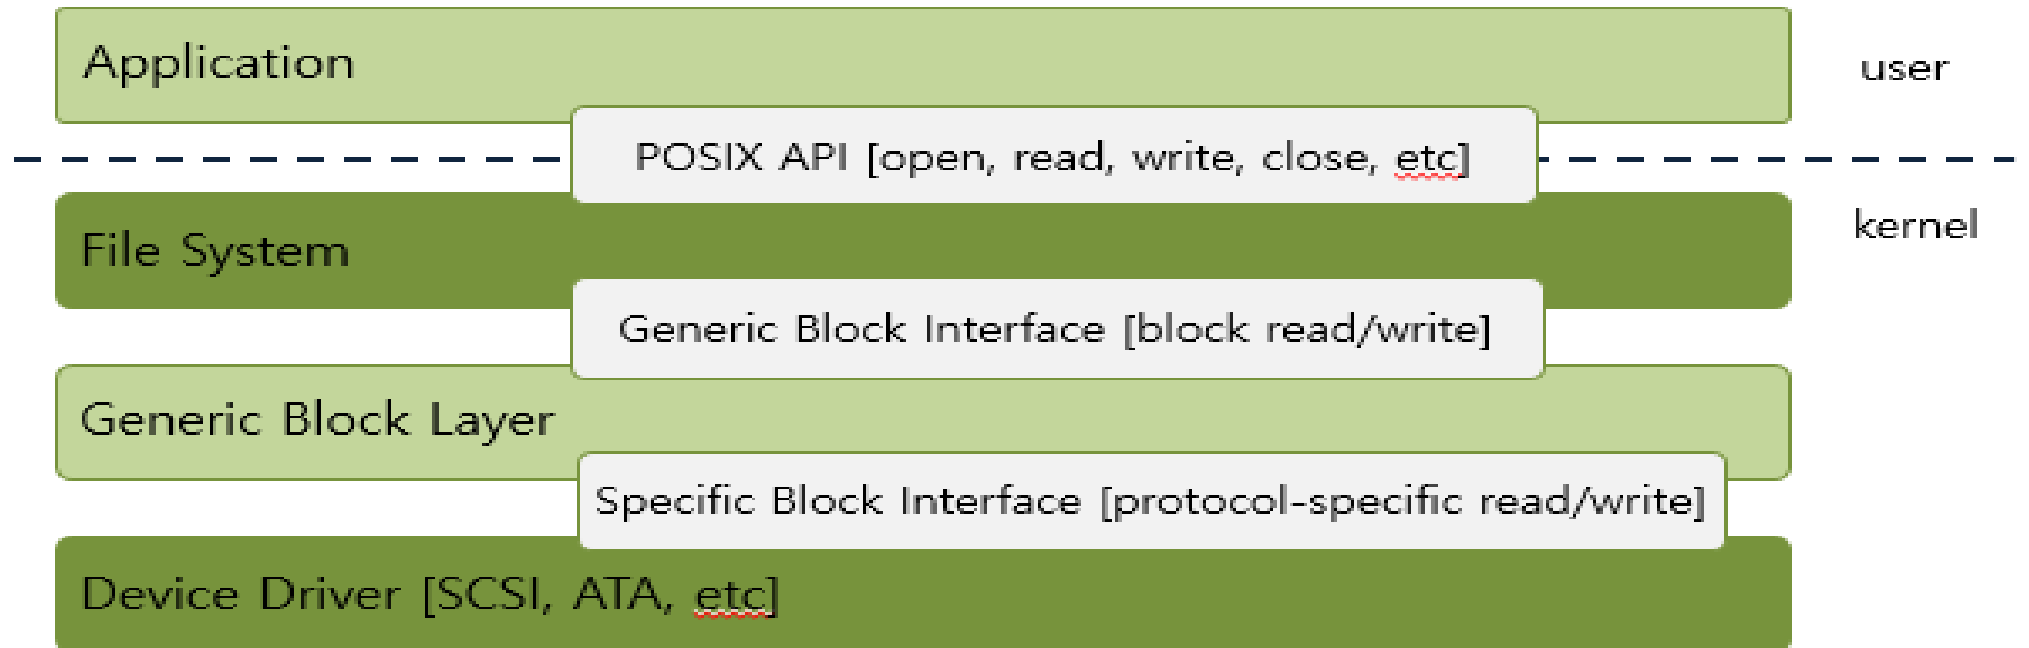 Application
user
POSIX API [open, read, write, close, etc]
File System
kernel
Generic Block Interface [block read/write]
Generic Block Layer
Specific Block Interface [protocol-specific read/write]
Device Driver [SCSI, ATA, etc]